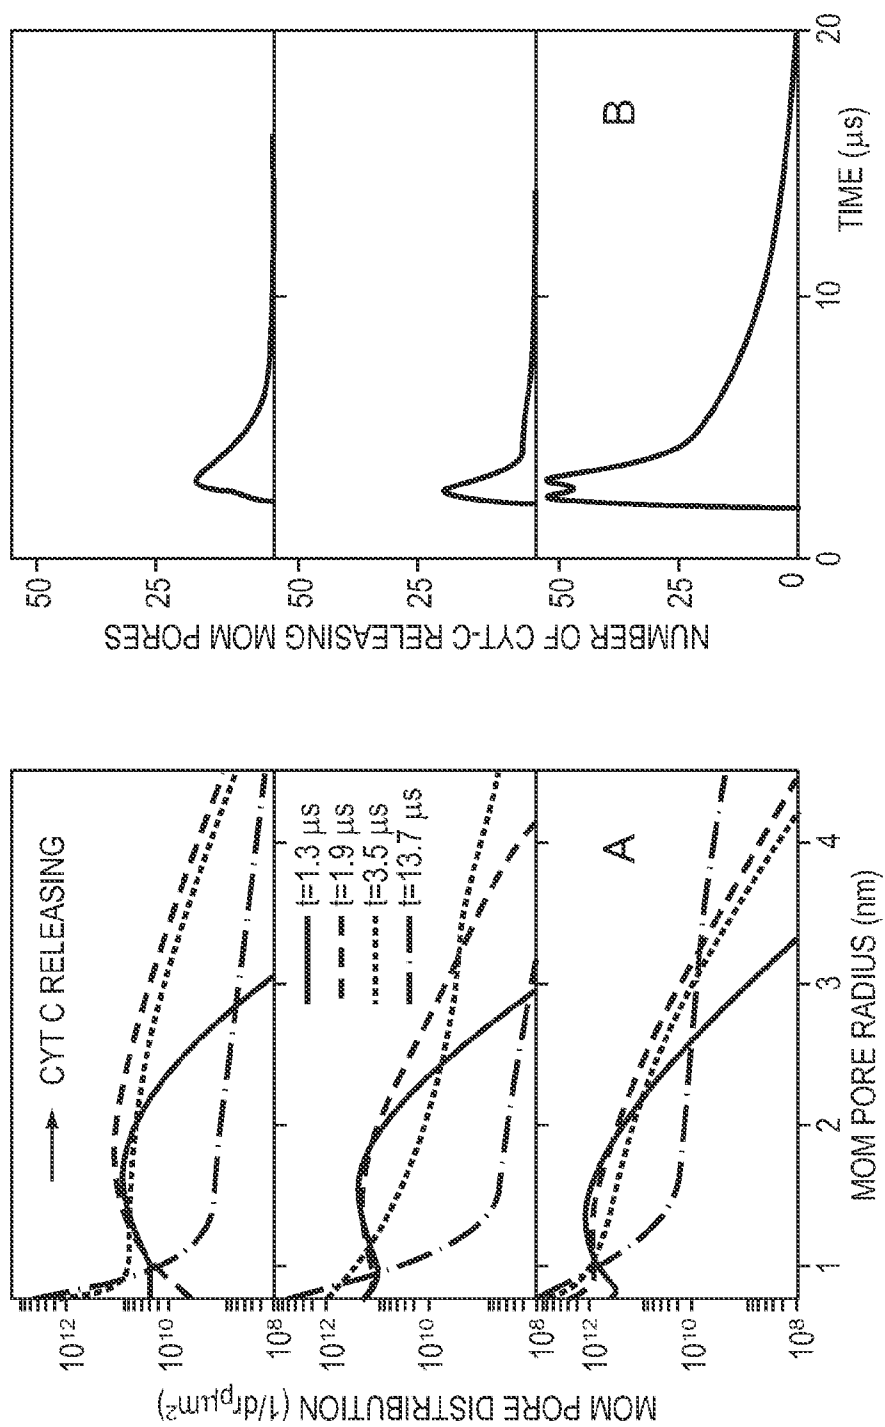 MOM PORE DISTRIBUTION (1/drₚμm²)
10¹²
10¹⁰
10⁸
10¹²
10¹⁰
10⁸
10¹²
10¹⁰
10⁸
CYT C RELEASING
t=1.3 μs
t=1.9 μs
t=3.5 μs
t=13.7 μs
A
1
2
3
4
MOM PORE RADIUS (nm)
NUMBER OF CYT-C RELEASING MOM PORES
50
25
50
25
50
25
0
B
0
10
20
TIME (μs)